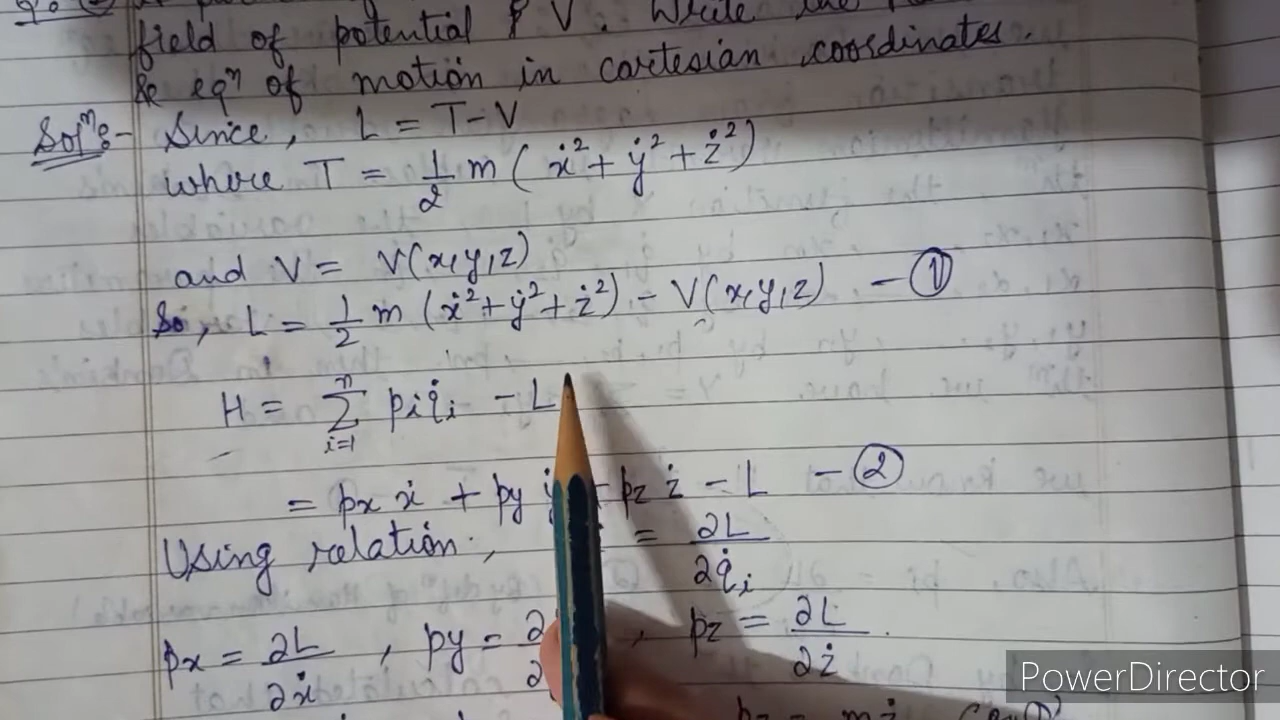 field of potential V. Write the
& eqⁿ of motion in cartesian coordinates.
Solⁿ:- Since, L = T-V
where T = 1/2 m (ẋ² + ẏ² + ż²)
and V = V(x,y,z)
So, L = 1/2 m (ẋ² + ẏ² + ż²) - V(x,y,z) - ①
H = Σ_{i=1}^{n} pᵢq̇ᵢ - L
= px ẋ + py ẏ + pz ż - L - ②
Using relation, = ∂L/∂q̇ᵢ
px = ∂L/∂ẋ , py = ∂ , pz = ∂L/∂ż
PowerDirector